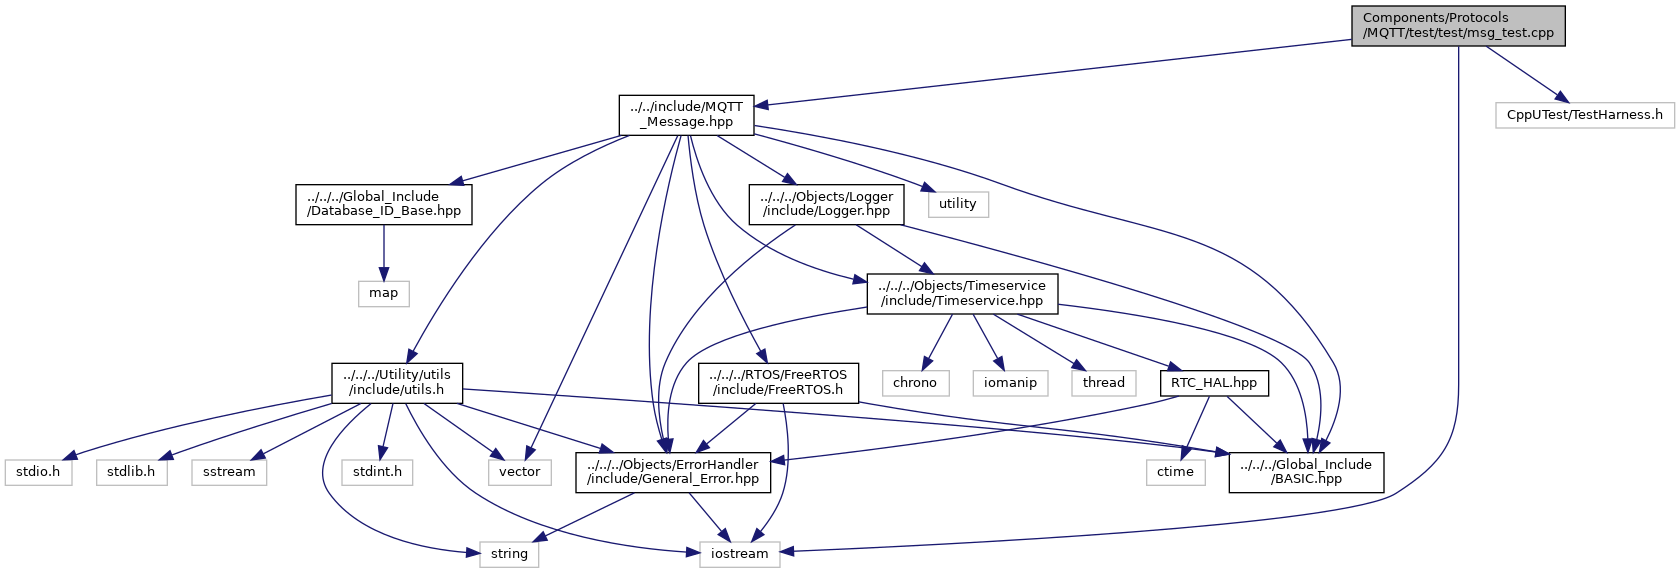 Components/Protocols
/MQTT/test/test/msg_test.cpp
../../include/MQTT
_Message.hpp
CppUTest/TestHarness.h
../../../Global_Include
/Database_ID_Base.hpp
../../../Objects/Logger
/include/Logger.hpp
utility
map
../../../Objects/Timeservice
/include/Timeservice.hpp
../../../Utility/utils
/include/utils.h
../../../RTOS/FreeRTOS
/include/FreeRTOS.h
chrono
iomanip
thread
RTC_HAL.hpp
stdio.h
stdlib.h
sstream
stdint.h
vector
../../../Objects/ErrorHandler
/include/General_Error.hpp
ctime
../../../Global_Include
/BASIC.hpp
string
iostream